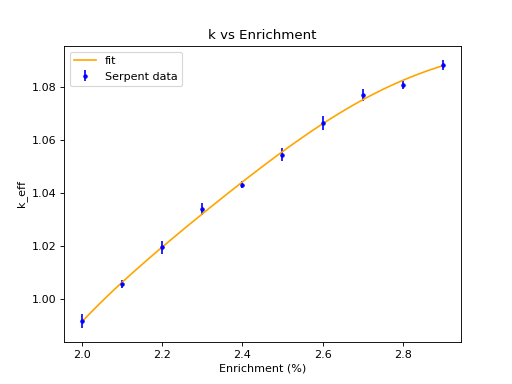 k vs Enrichment
fit
Serpent data
k_eff
1.08
1.06
1.04
1.02
1.00
2.0 2.2 2.4 2.6 2.8
Enrichment (%)